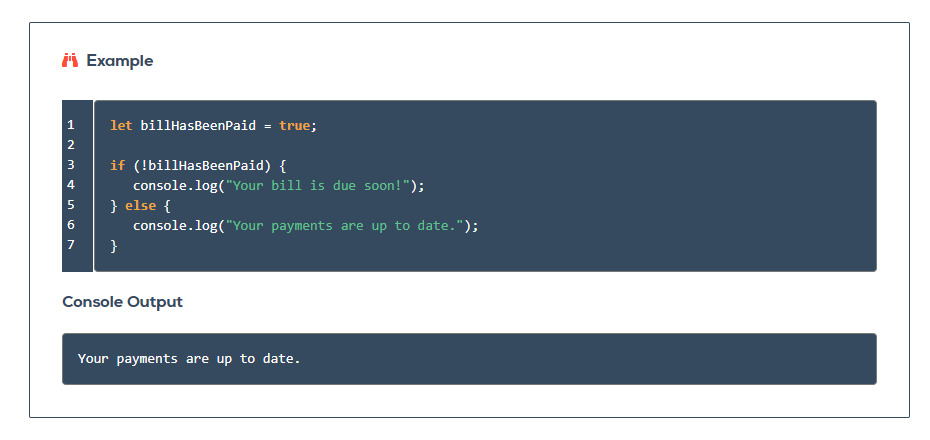 Example
1 let billHasBeenPaid = true;
2
3 if (!billHasBeenPaid) {
4    console.log("Your bill is due soon!");
5 } else {
6    console.log("Your payments are up to date.");
7 }
Console Output
Your payments are up to date.